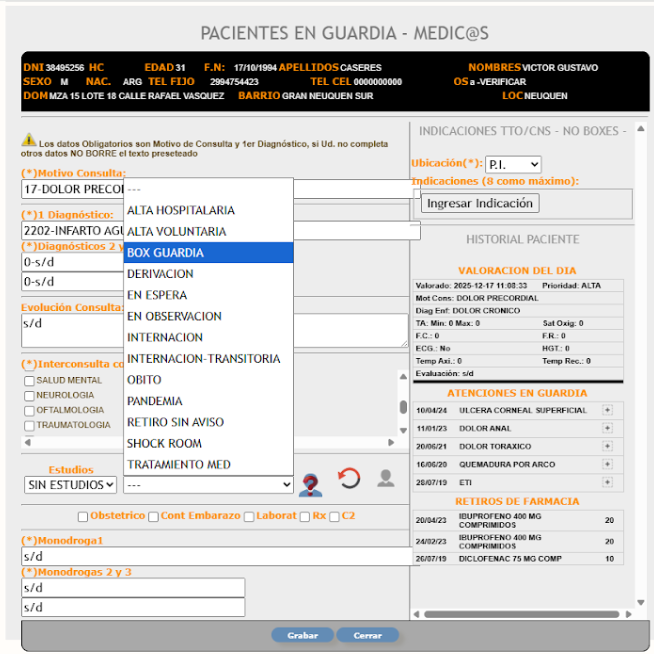 PACIENTES EN GUARDIA - MEDIC@S
DNI 38495256 HC EDAD 31 F.N: 17/10/1994 APELLIDOS CASERES NOMBRES VICTOR GUSTAVO
SEXO M NAC. ARG TEL FIJO 2994754423 TEL CEL 0000000000 OS a -VERIFICAR
DOM MZA 15 LOTE 18 CALLE RAFAEL VASQUEZ BARRIO GRAN NEUQUEN SUR LOC NEUQUEN
Los datos Obligatorios son Motivo de Consulta y 1er Diagnóstico, si Ud. no completa
otros datos NO BORRE el texto preseteado
(*)Motivo Consulta:
17-DOLOR PRECOR
(*)1 Diagnóstico:
2202-INFARTO AGU
(*)Diagnósticos 2 y
0-s/d
0-s/d
Evolución Consulta:
s/d
(*)Interconsulta co
SALUD MENTAL
NEUROLOGIA
OFTALMOLOGIA
TRAUMATOLOGIA
---
ALTA HOSPITALARIA
ALTA VOLUNTARIA
BOX GUARDIA
DERIVACION
EN ESPERA
EN OBSERVACION
INTERNACION
INTERNACION-TRANSITORIA
OBITO
PANDEMIA
RETIRO SIN AVISO
SHOCK ROOM
TRATAMIENTO MED
Estudios
SIN ESTUDIOS
---
Obstetrico Cont Embarazo Laborat Rx C2
(*)Monodroga1
s/d
(*)Monodrogas 2 y 3
s/d
s/d
INDICACIONES TTO/CNS - NO BOXES -
Ubicación(*): P.I.
Indicaciones (8 como máximo):
Ingresar Indicación
HISTORIAL PACIENTE
VALORACION DEL DIA
Valorado: 2025-12-17 11:08:33 Prioridad: ALTA
Mot Cons: DOLOR PRECORDIAL
Diag Enf: DOLOR CRONICO
TA: Min: 0 Max: 0 Sat Oxig: 0
F.C.: 0 F.R.: 0
ECG.: No HGT.: 0
Temp Axi.: 0 Temp Rec.: 0
Evaluación: s/d
ATENCIONES EN GUARDIA
10/04/24 ULCERA CORNEAL SUPERFICIAL +
11/01/23 DOLOR ANAL +
20/06/21 DOLOR TORAXICO +
16/06/20 QUEMADURA POR ARCO +
28/07/19 ETI +
RETIROS DE FARMACIA
20/04/23 IBUPROFENO 400 MG COMPRIMIDOS 20
24/02/23 IBUPROFENO 400 MG COMPRIMIDOS 20
26/07/19 DICLOFENAC 75 MG COMP 10
Grabar Cerrar